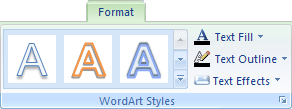 Format
A A A
A Text Fill
A Text Outline
Text Effects
WordArt Styles